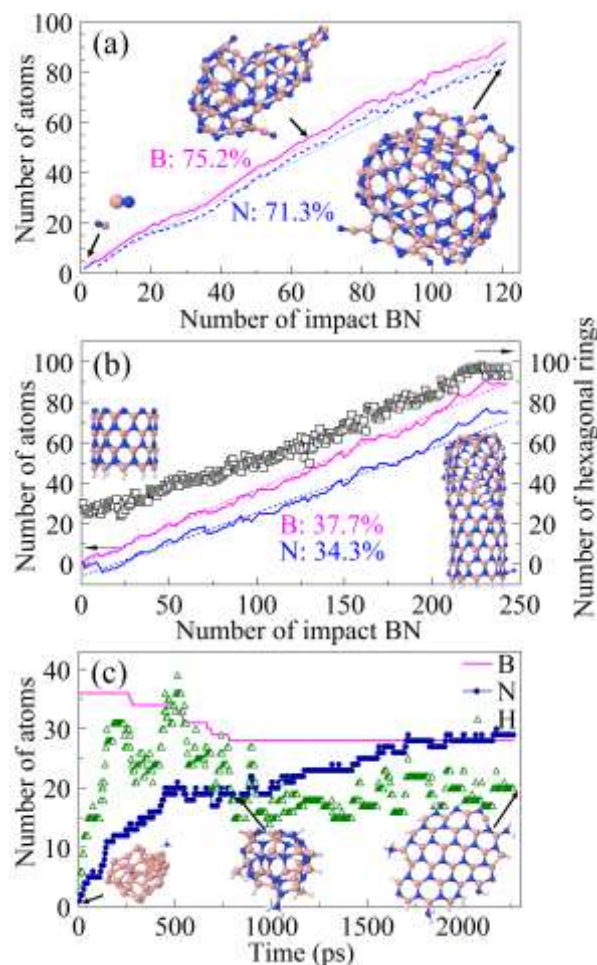 (a)
Number of atoms
100
80
60
40
20
0
B: 75.2%
N: 71.3%
0 20 40 60 80 100 120
Number of impact BN
(b)
Number of atoms
100
80
60
40
20
0
B: 37.7%
N: 34.3%
100
80
60
40
20
0
Number of hexagonal rings
0 50 100 150 200 250
Number of impact BN
(c)
Number of atoms
40
30
20
10
0
B
N
H
0 500 1000 1500 2000
Time (ps)